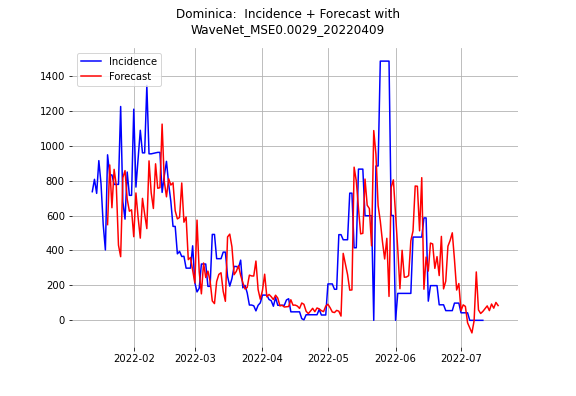 Dominica:  Incidence + Forecast with
WaveNet_MSE0.0029_20220409
Incidence
Forecast
1400
1200
1000
800
600
400
200
0
2022-02 2022-03 2022-04 2022-05 2022-06 2022-07